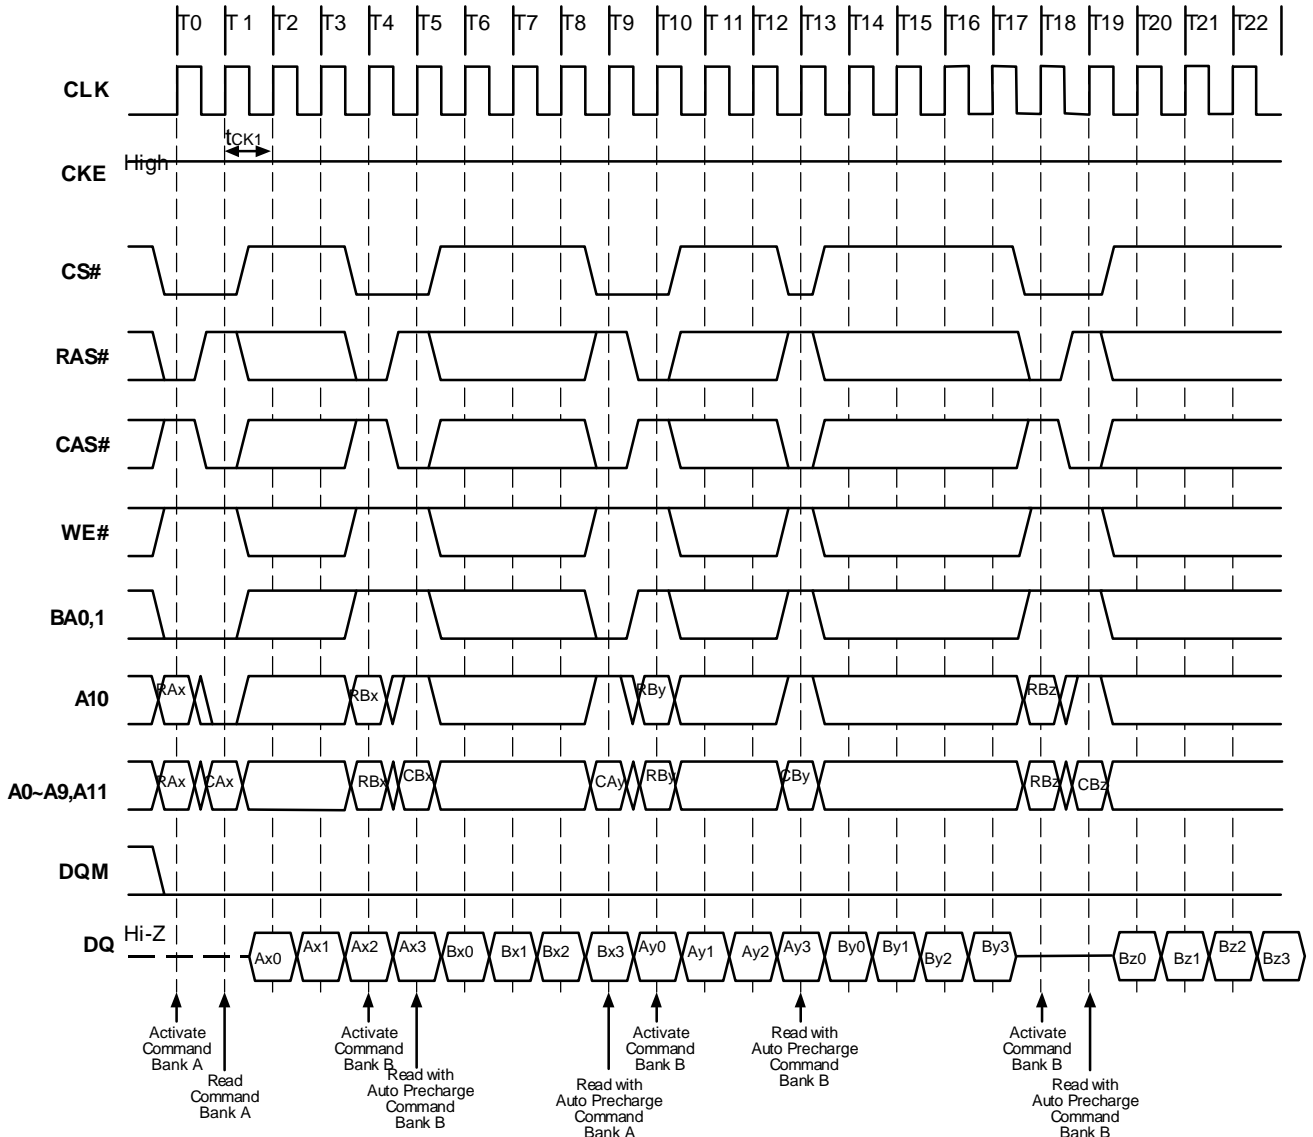 T0 T 1 T2 T3 T4 T5 T6 T7 T8 T9 T10 T 11 T12 T13 T14 T15 T16 T17 T18 T19 T20 T21 T22
CLK
tCK1
High
CKE
CS#
RAS#
CAS#
WE#
BA0,1
A10 RAx RBx RBy RBz
A0~A9,A11 RAx CAx RBx CBx CAy RBy CBy RBz CBz
DQM
DQ Hi-Z Ax0 Ax1 Ax2 Ax3 Bx0 Bx1 Bx2 Bx3 Ay0 Ay1 Ay2 Ay3 By0 By1 By2 By3 Bz0 Bz1 Bz2 Bz3
Activate
Command
Bank A
Read
Command
Bank A
Activate
Command
Bank B
Read with
Auto Precharge
Command
Bank B
Read with
Auto Precharge
Command
Bank A
Activate
Command
Bank B
Read with
Auto Precharge
Command
Bank B
Activate
Command
Bank B
Read with
Auto Precharge
Command
Bank B